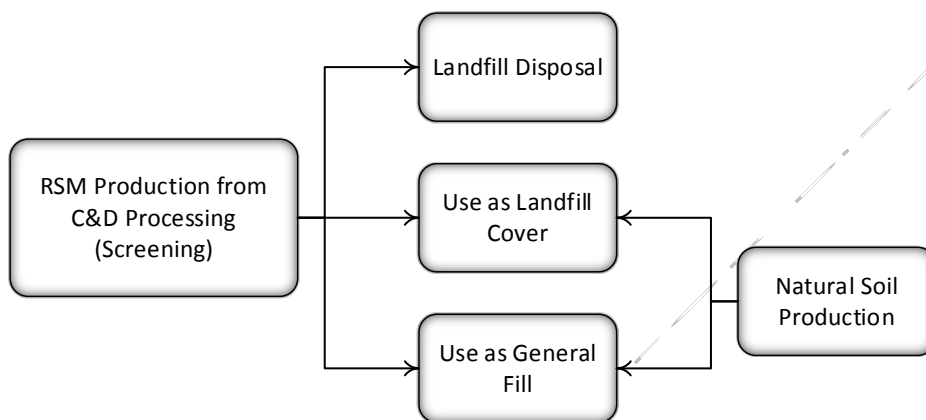 Landfill Disposal
RSM Production from
C&D Processing
(Screening)
Use as Landfill
Cover
Natural Soil
Production
Use as General
Fill